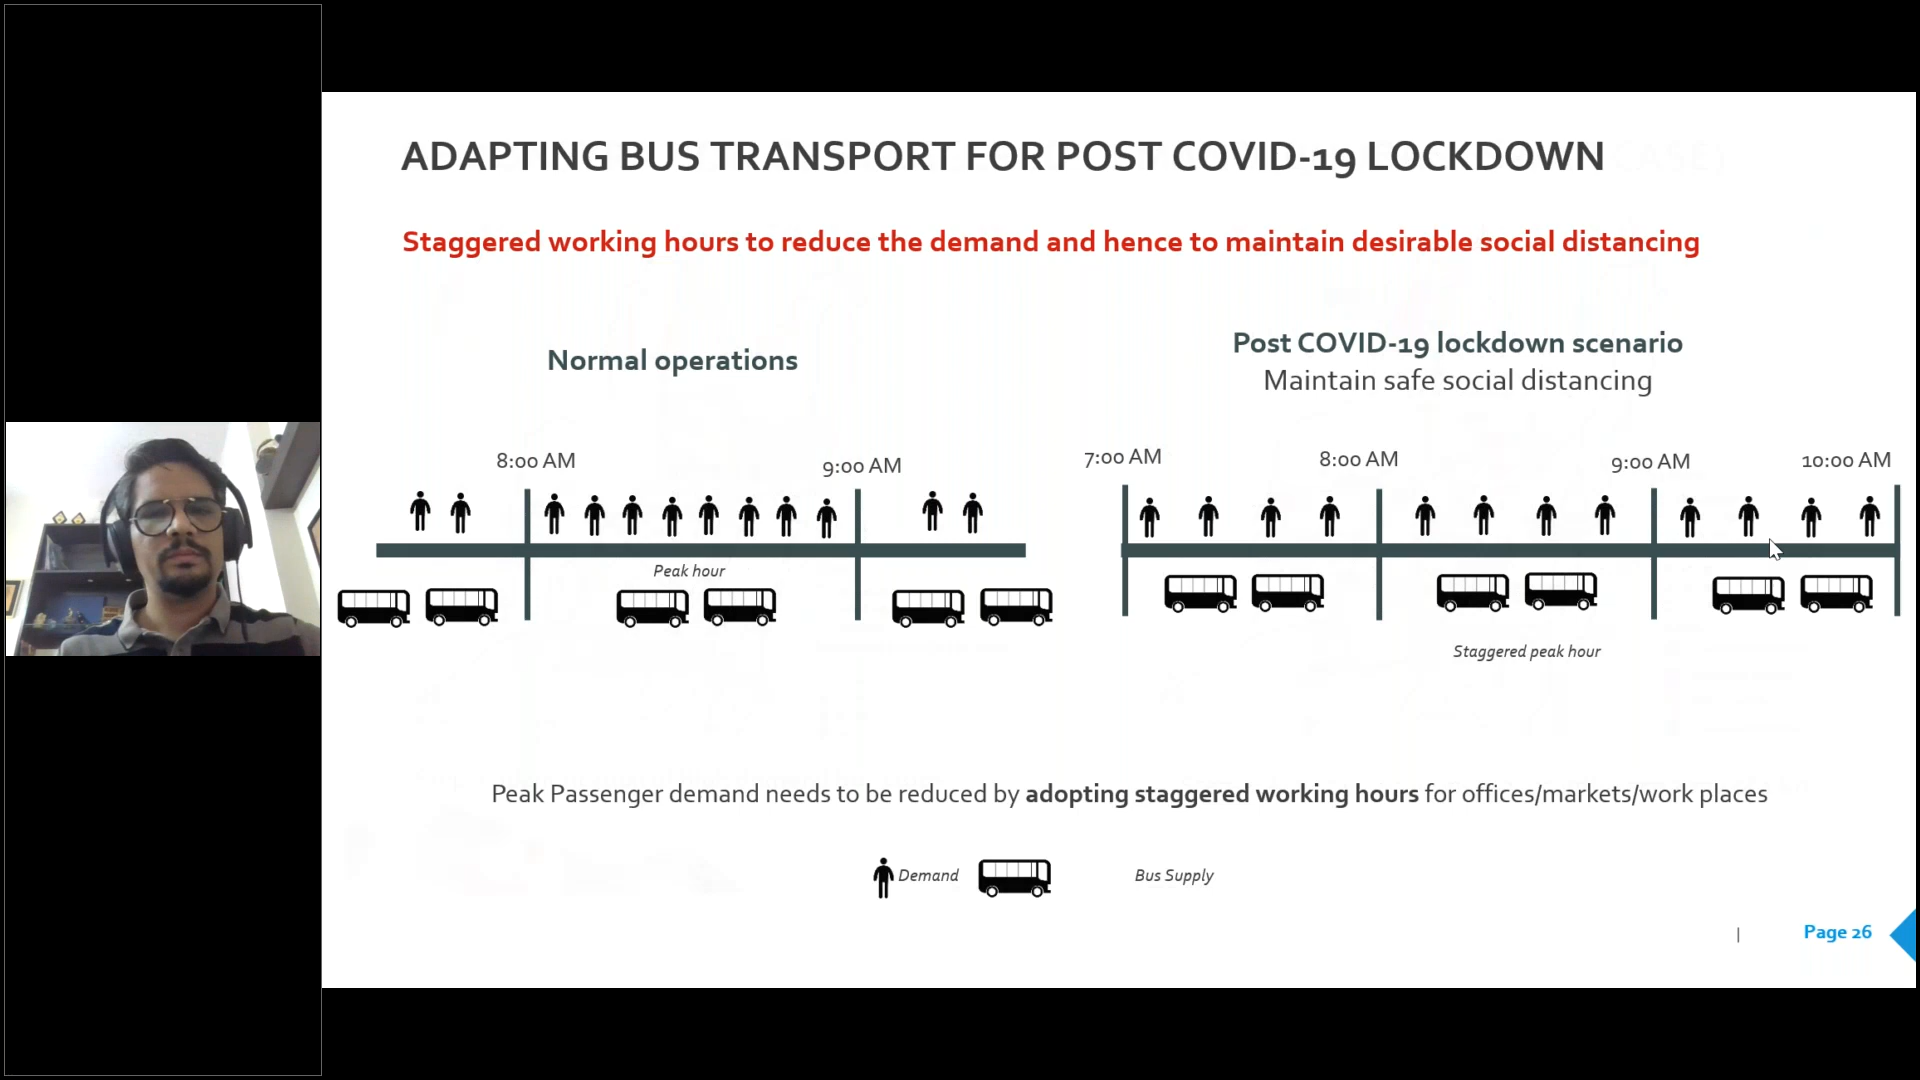 ADAPTING BUS TRANSPORT FOR POST COVID-19 LOCKDOWN
Staggered working hours to reduce the demand and hence to maintain desirable social distancing
Normal operations
8:00 AM
9:00 AM
Peak hour
Post COVID-19 lockdown scenario
Maintain safe social distancing
7:00 AM
8:00 AM
9:00 AM
10:00 AM
Staggered peak hour
Peak Passenger demand needs to be reduced by adopting staggered working hours for offices/markets/work places
Demand
Bus Supply
| Page 26